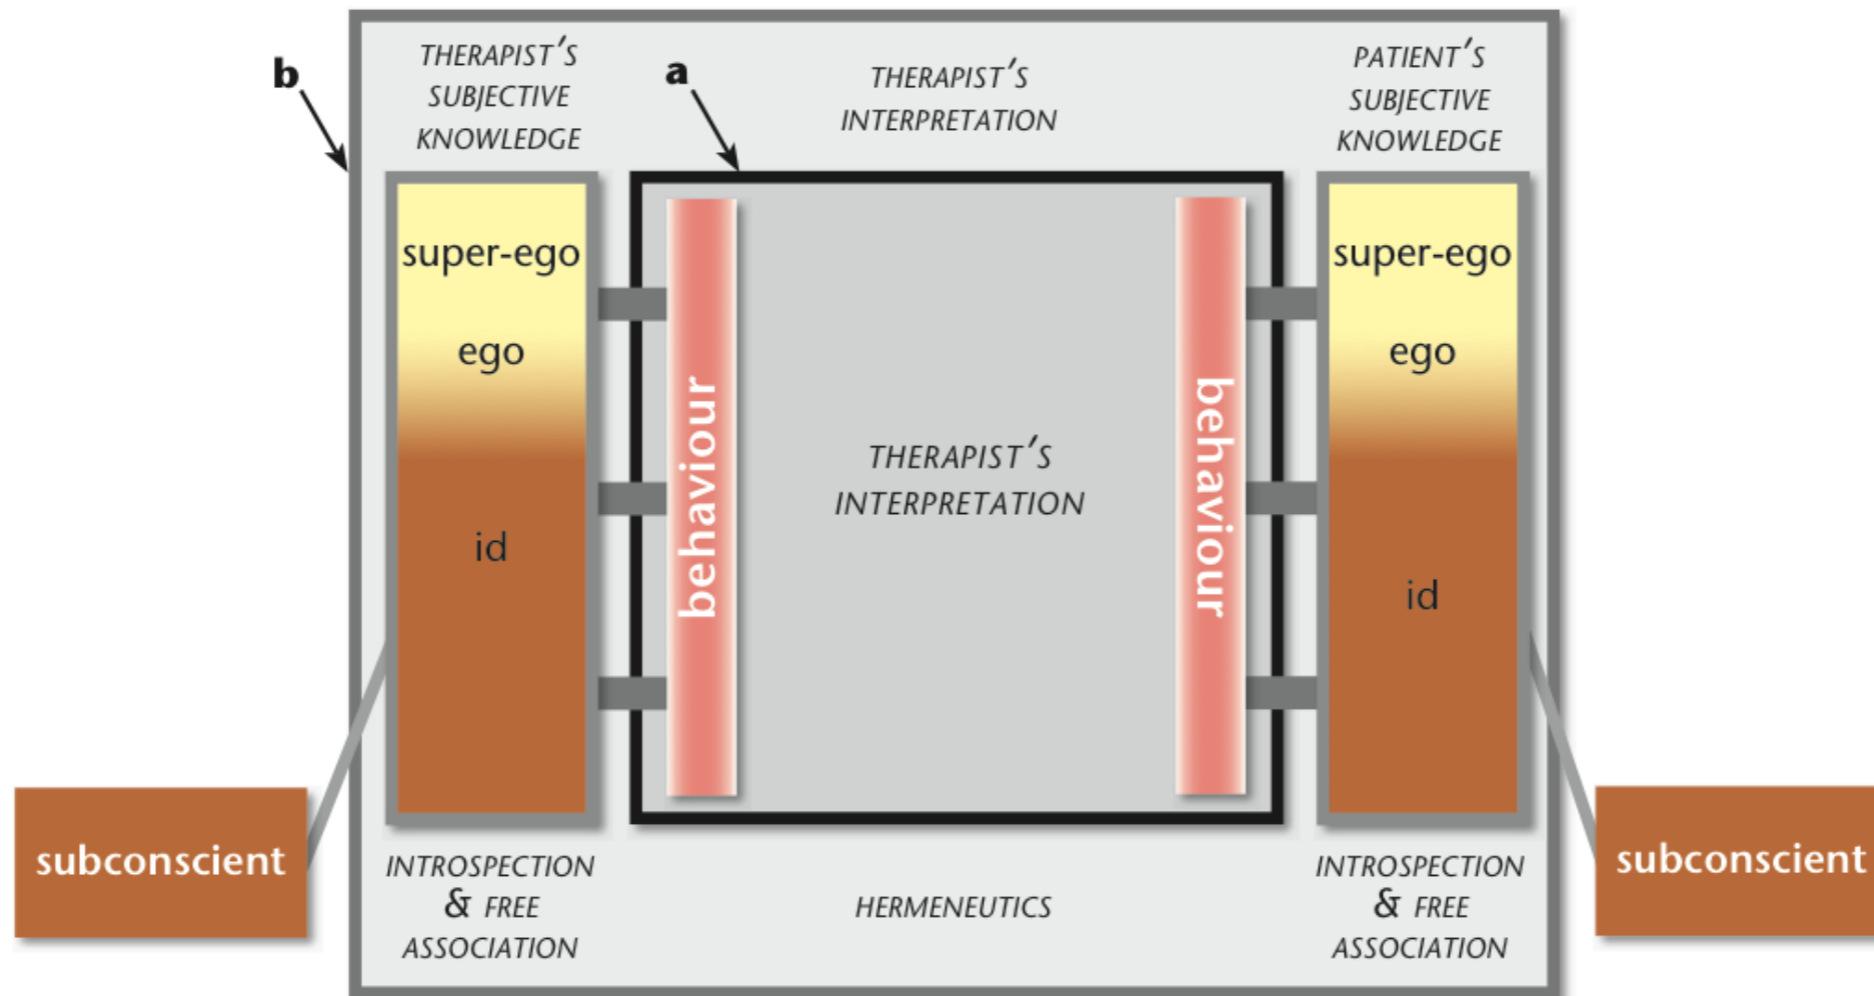 b
THERAPIST'S
SUBJECTIVE
KNOWLEDGE
a
THERAPIST'S
INTERPRETATION
PATIENT'S
SUBJECTIVE
KNOWLEDGE
super-ego
ego
id
behaviour
THERAPIST'S
INTERPRETATION
behaviour
super-ego
ego
id
subconscient
INTROSPECTION
& FREE
ASSOCIATION
HERMENEUTICS
INTROSPECTION
& FREE
ASSOCIATION
subconscient